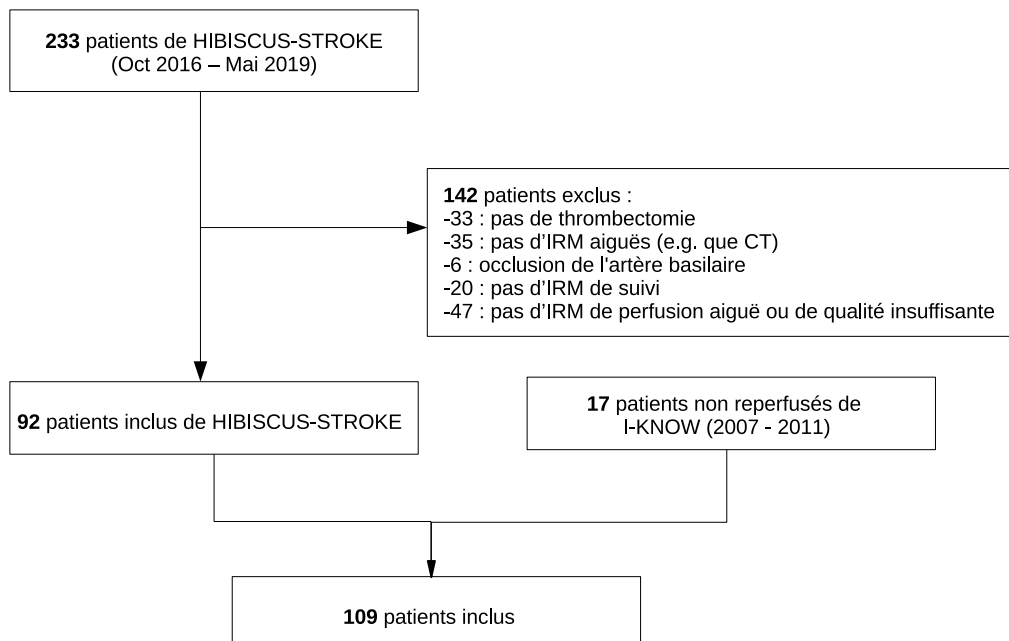 233 patients de HIBISCUS-STROKE
(Oct 2016 – Mai 2019)
142 patients exclus :
-33 : pas de thrombectomie
-35 : pas d'IRM aiguës (e.g. que CT)
-6 : occlusion de l'artère basilaire
-20 : pas d'IRM de suivi
-47 : pas d'IRM de perfusion aiguë ou de qualité insuffisante
92 patients inclus de HIBISCUS-STROKE
17 patients non reperfusés de
I-KNOW (2007 - 2011)
109 patients inclus